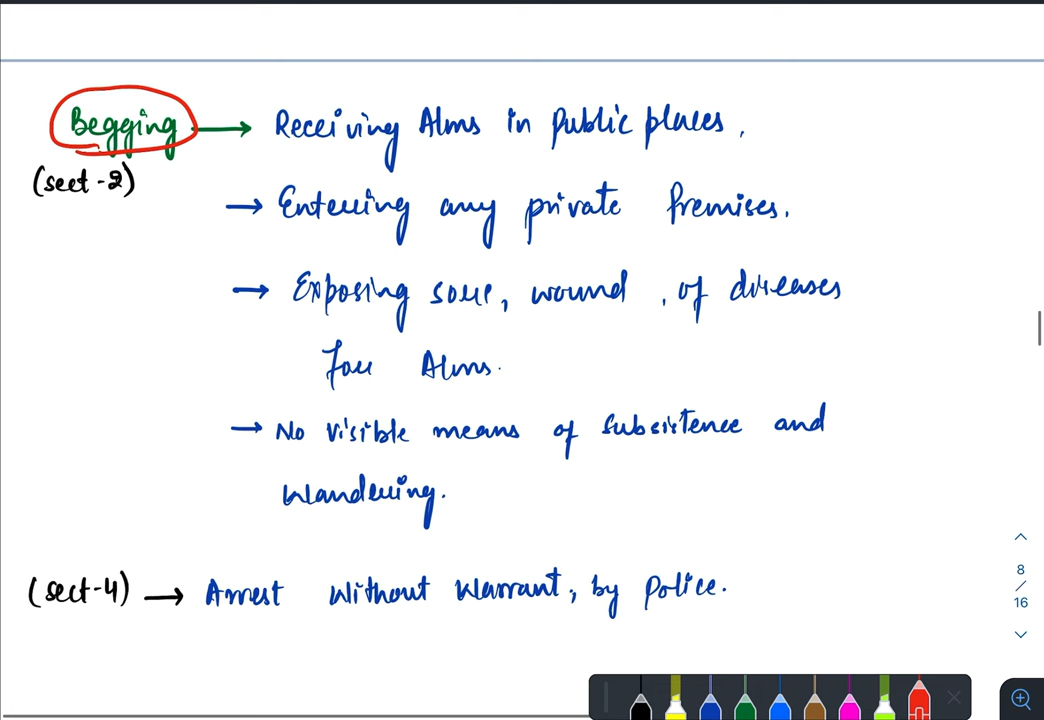 Begging → Receiving Alms in Public places.
(sect-2)
→ Entering any private Premises.
→ Exposing sore, wound, of diseases
for Alms.
→ No visible means of subsistence and
wandering.
(sect-4) → Arrest without warrant, by Police.
8
/
16